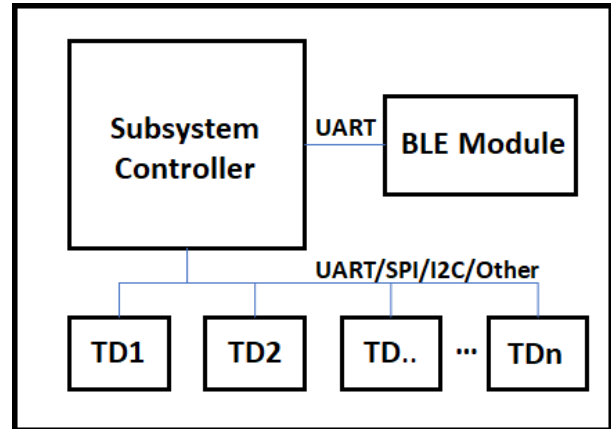 Subsystem
Controller
UART
BLE Module
UART/SPI/I2C/Other
TD1
TD2
TD..
...
TDn